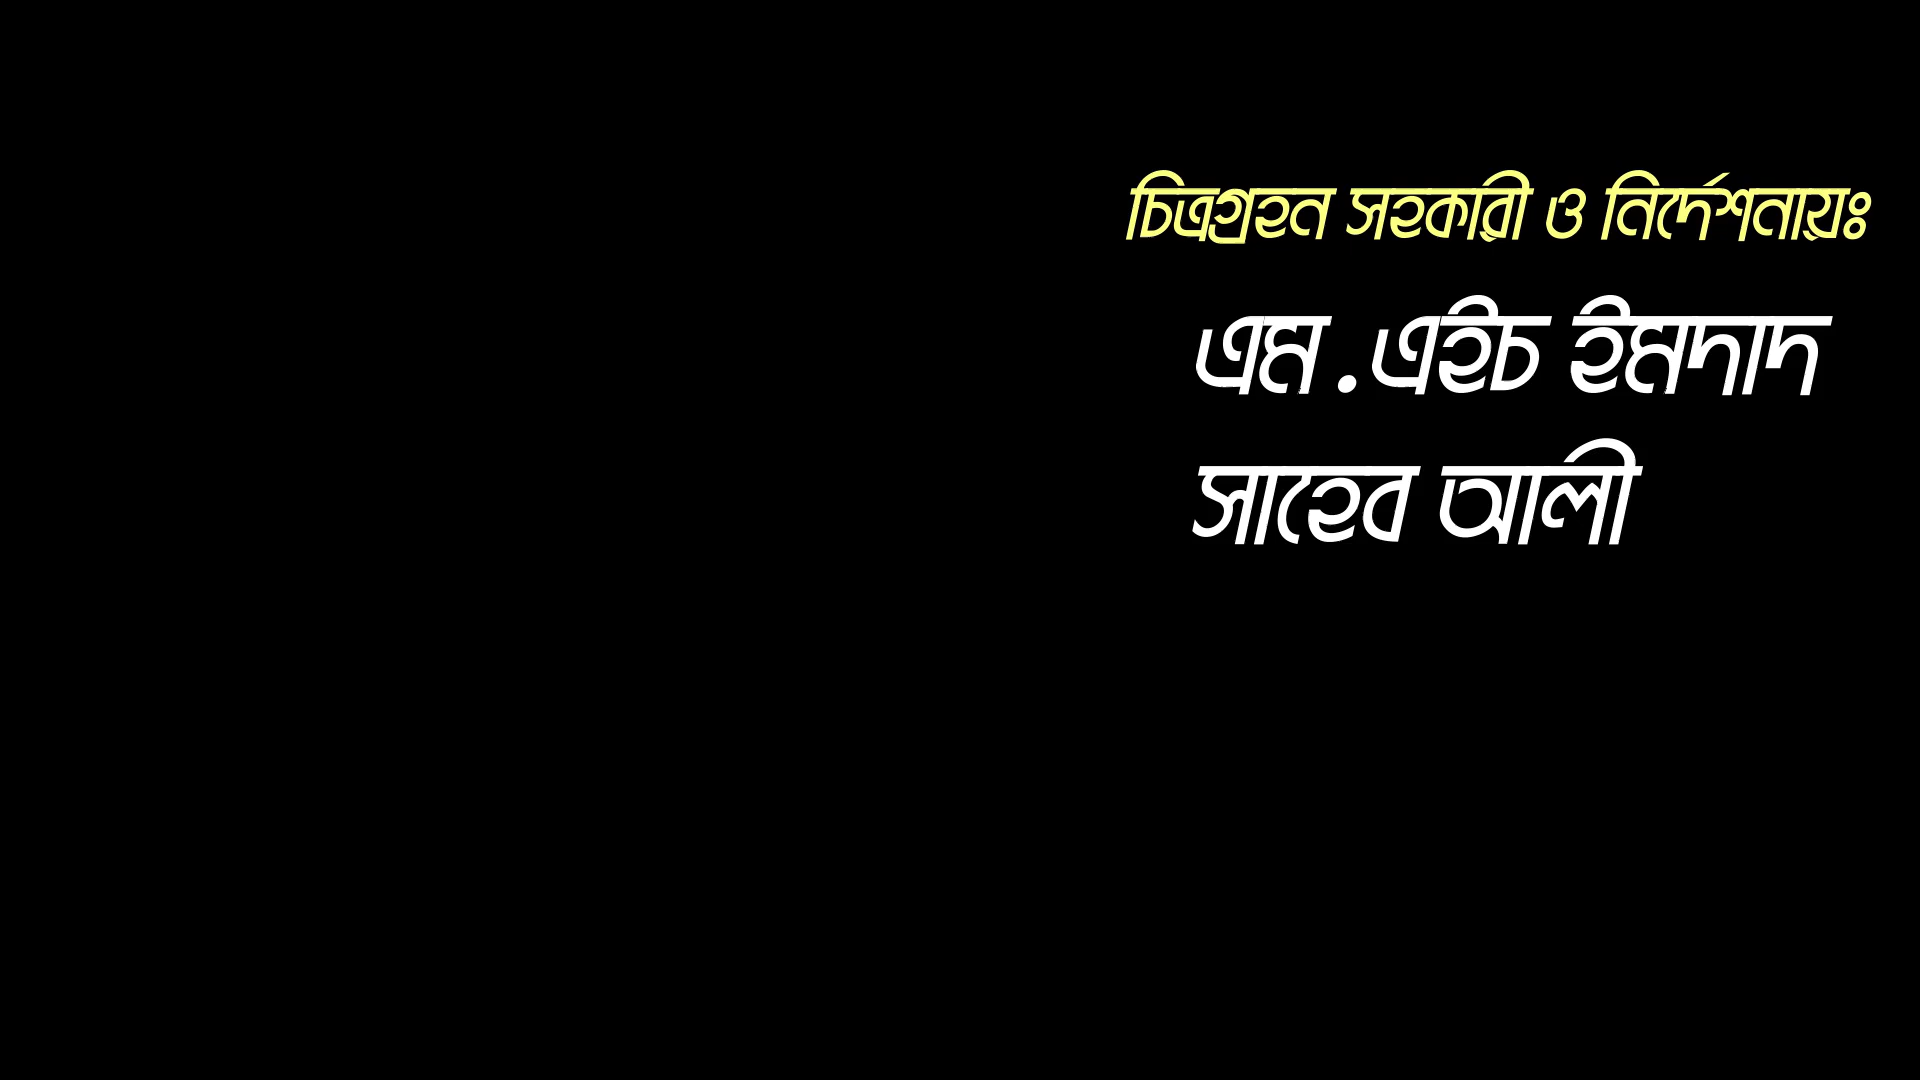 চিত্রগ্রহন সহকারী ও নির্দেশনায়ঃ
এম .এইচ ইমদাদ
সাহেব আলী